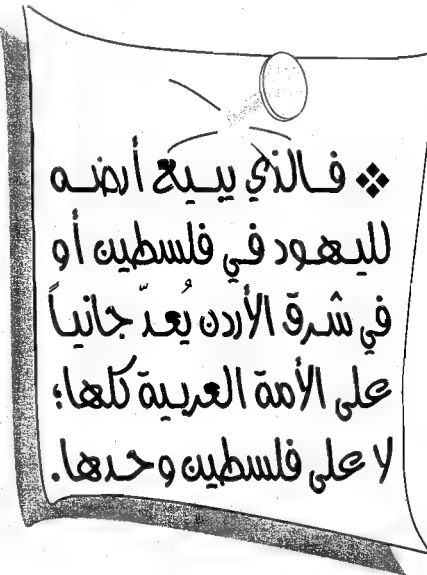 ❖ فالذي يبيع أرضه
لليهود في فلسطين أو
في شرق الأردن يُعدّ جانياً
على الأمة العربية كلها؛
لا على فلسطين وحدها.